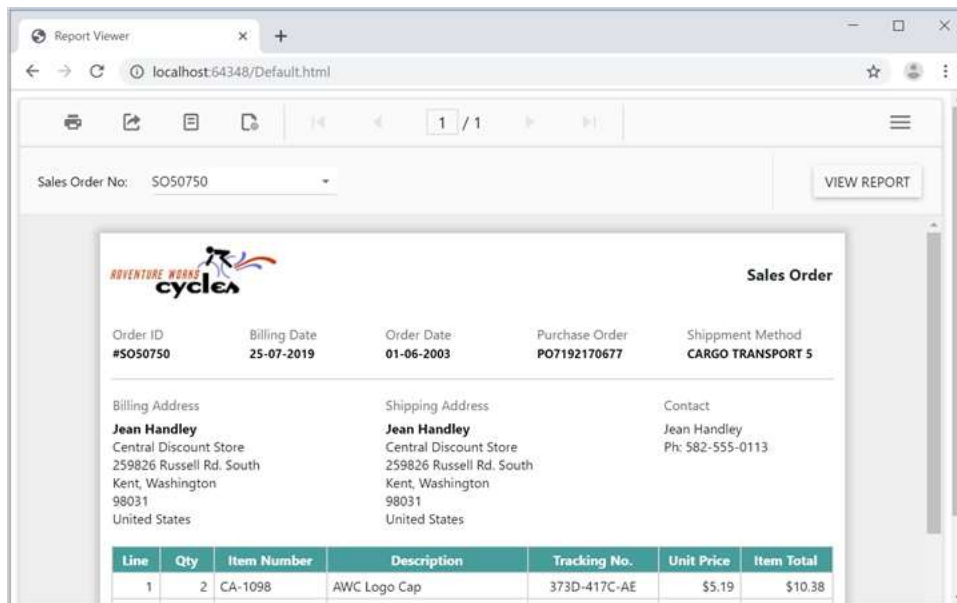 Report Viewer
localhost:64348/Default.html
1 / 1
Sales Order No: SO50750
VIEW REPORT
ADVENTURE WORKS
cycles
Sales Order
Order ID Billing Date Order Date Purchase Order Shippment Method
#SO50750 25-07-2019 01-06-2003 PO7192170677 CARGO TRANSPORT 5
Billing Address Shipping Address Contact
Jean Handley Jean Handley Jean Handley
Central Discount Store Central Discount Store Ph: 582-555-0113
259826 Russell Rd. South 259826 Russell Rd. South
Kent, Washington Kent, Washington
98031 98031
United States United States
Line Qty Item Number Description Tracking No. Unit Price Item Total
1 2 CA-1098 AWC Logo Cap 373D-417C-AE $5.19 $10.38